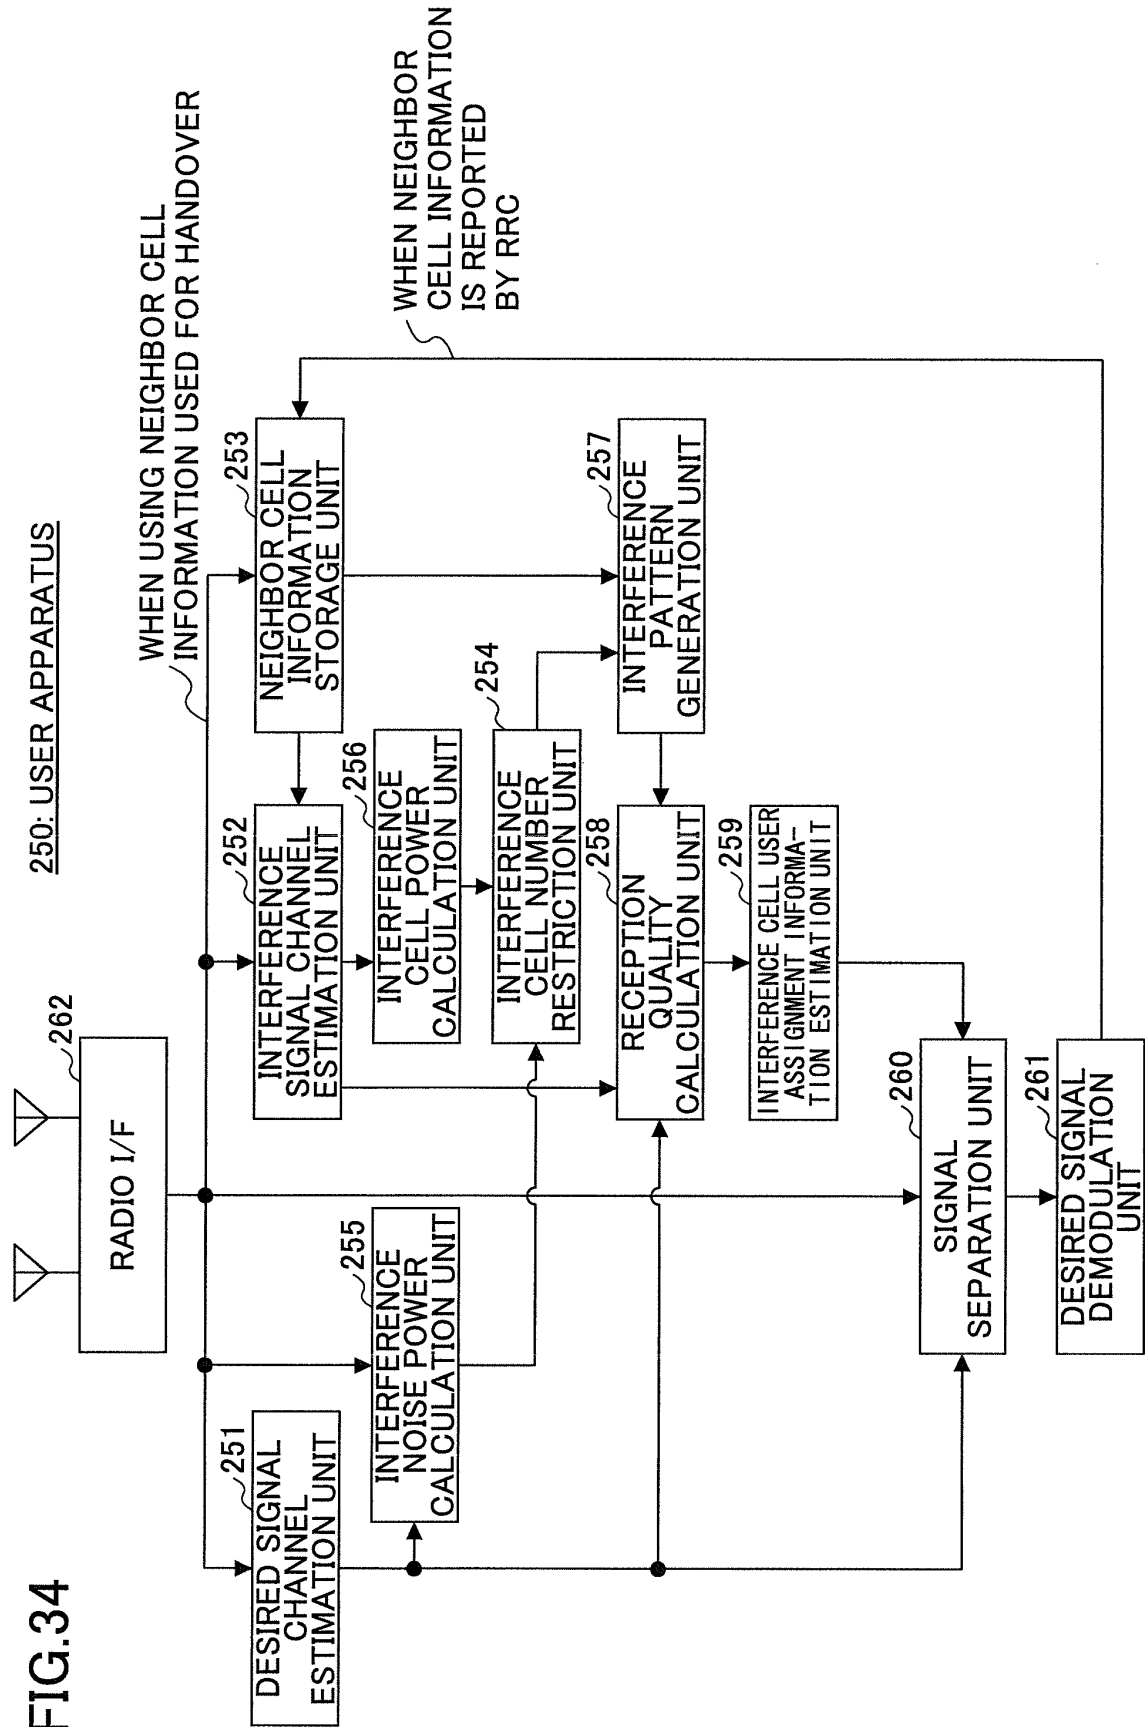 FIG.34
250: USER APPARATUS
262
RADIO I/F
WHEN USING NEIGHBOR CELL
INFORMATION USED FOR HANDOVER
251
DESIRED SIGNAL
CHANNEL
ESTIMATION UNIT
252
INTERFERENCE
SIGNAL CHANNEL
ESTIMATION UNIT
253
NEIGHBOR CELL
INFORMATION
STORAGE UNIT
WHEN NEIGHBOR
CELL INFORMATION
IS REPORTED
BY RRC
255
INTERFERENCE
NOISE POWER
CALCULATION UNIT
256
INTERFERENCE
CELL POWER
CALCULATION UNIT
254
INTERFERENCE
CELL NUMBER
RESTRICTION UNIT
258
RECEPTION
QUALITY
CALCULATION UNIT
257
INTERFERENCE
PATTERN
GENERATION UNIT
259
INTERFERENCE CELL USER
ASSIGNMENT INFORMA-
TION ESTIMATION UNIT
260
SIGNAL
SEPARATION UNIT
261
DESIRED SIGNAL
DEMODULATION
UNIT